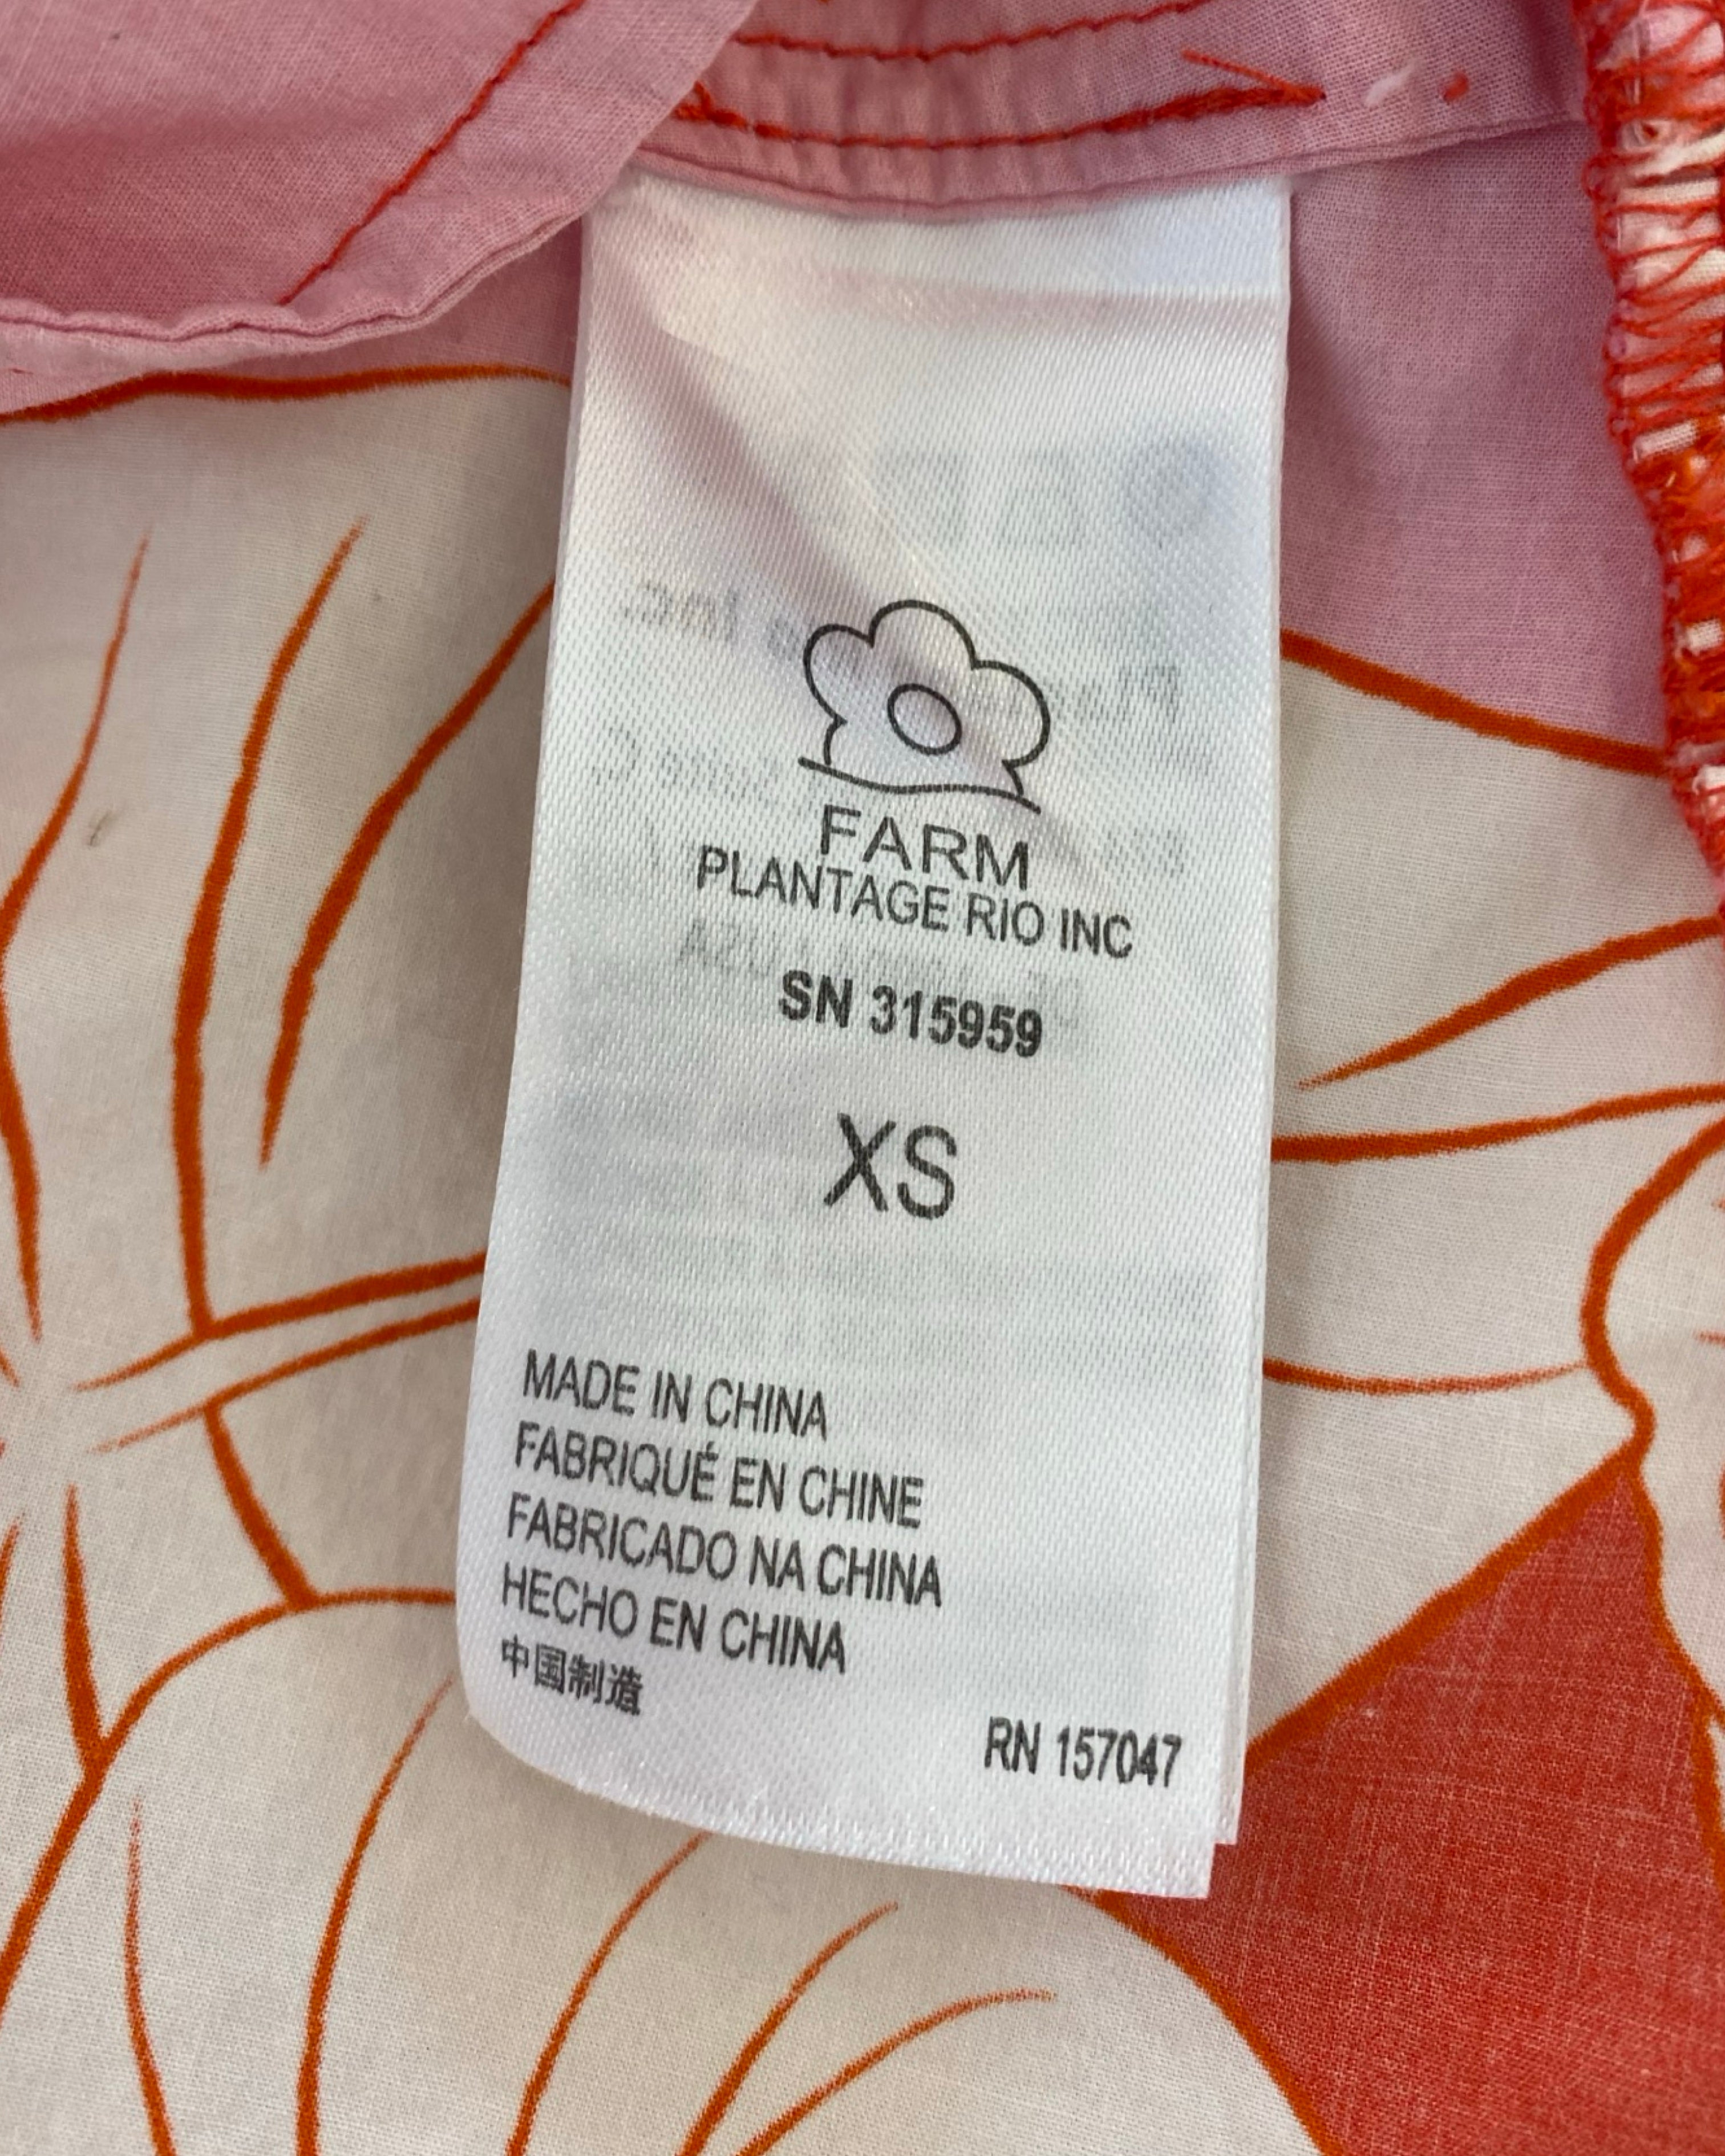 FARM
PLANTAGE RIO INC
SN 315959
XS
MADE IN CHINA
FABRIQUÉ EN CHINE
FABRICADO NA CHINA
HECHO EN CHINA
中国制造
RN 157047